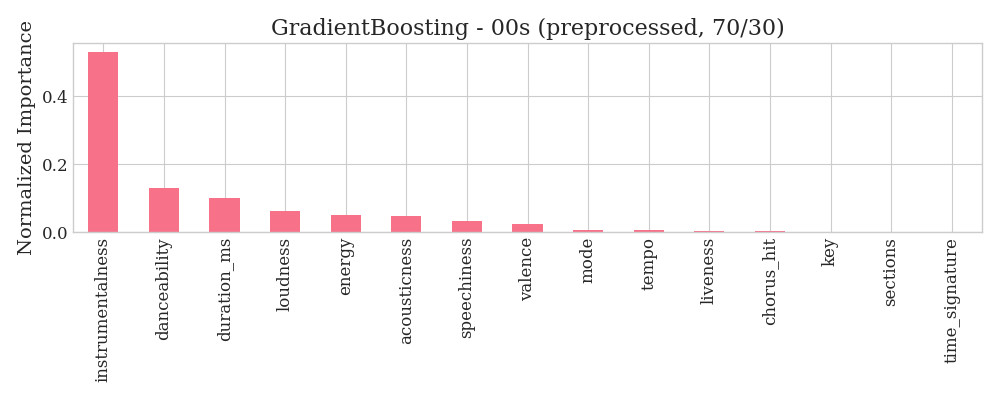 GradientBoosting - 00s (preprocessed, 70/30)
Normalized Importance
0.4
0.2
0.0
instrumentalness
danceability
duration_ms
loudness
energy
acousticness
speechiness
valence
mode
tempo
liveness
chorus_hit
key
sections
time_signature